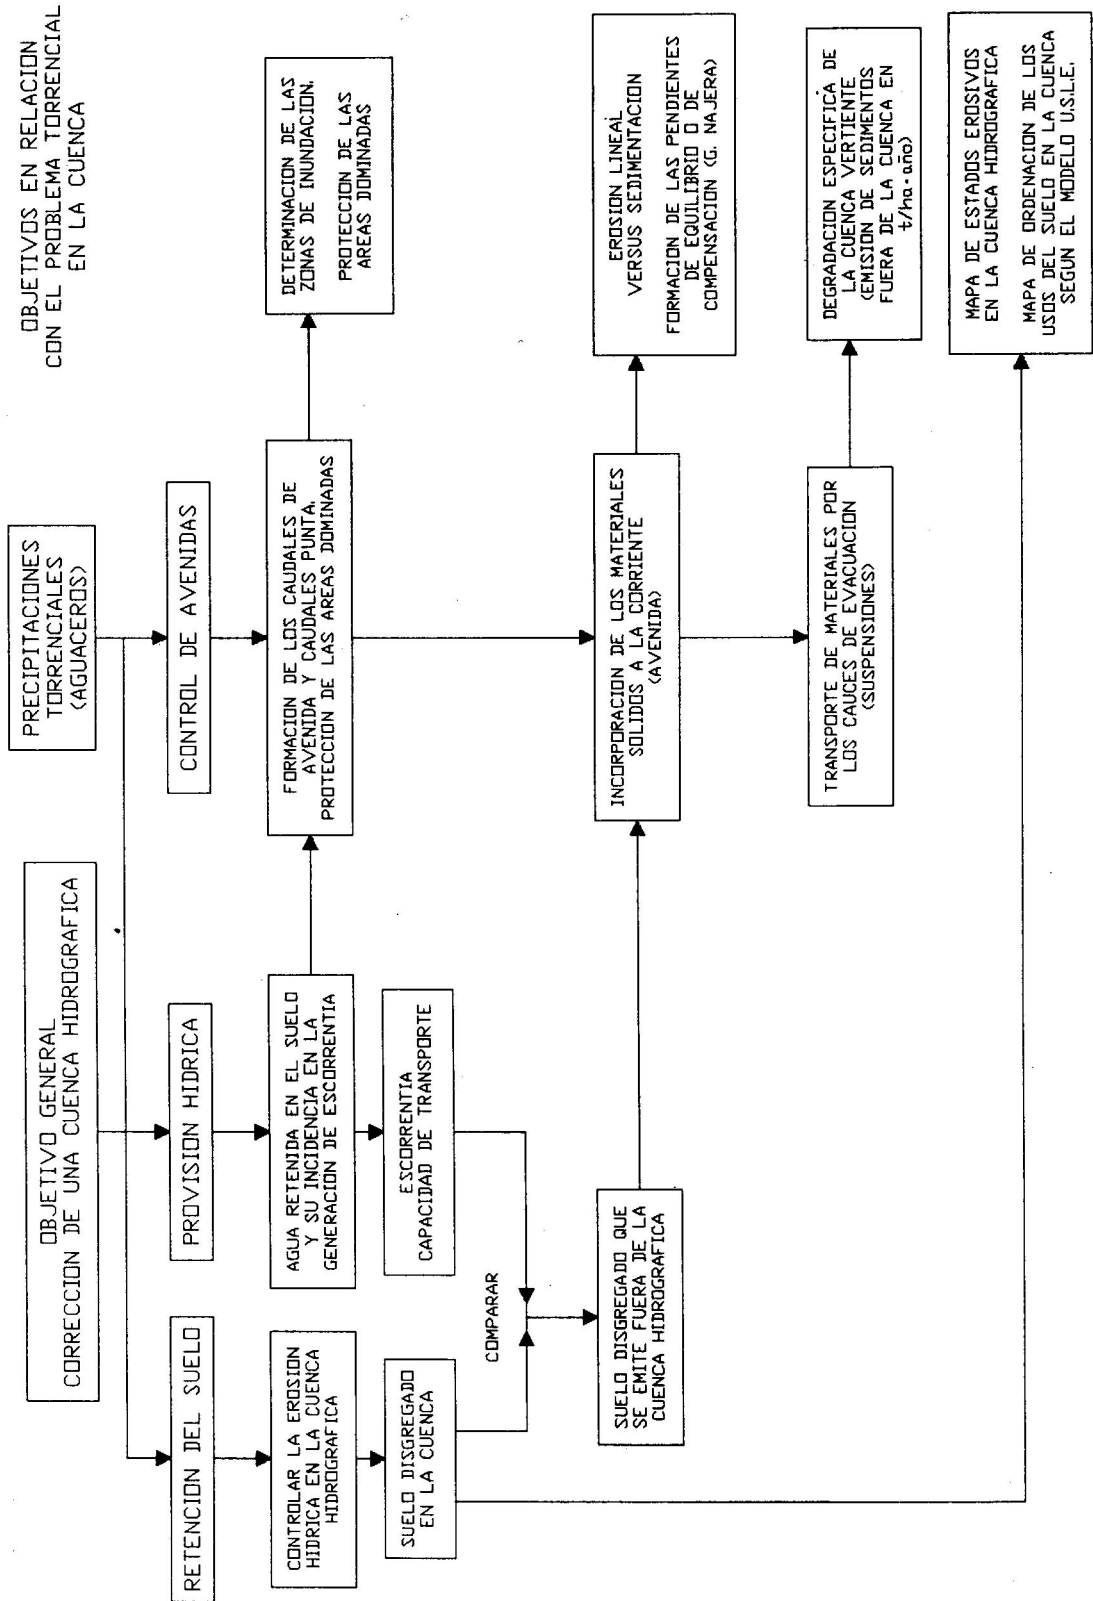 OBJETIVOS EN RELACION
CON EL PROBLEMA TORRENCIAL
EN LA CUENCA
PRECIPITACIONES
TORRENCIALES
(AGUACEROS)
OBJETIVO GENERAL
CORRECCION DE UNA CUENCA HIDROGRAFICA
RETENCION DEL SUELO
PROVISION HIDRICA
CONTROL DE AVENIDAS
CONTROLAR LA EROSION
HIDRICA EN LA CUENCA
HIDROGRAFICA
AGUA RETENIDA EN EL SUELO
Y SU INCIDENCIA EN LA
GENERACION DE ESCORRENTIA
FORMACION DE LOS CAUDALES DE
AVENIDA Y CAUDALES PUNTA.
PROTECCION DE LAS AREAS DOMINADAS
DETERMINACION DE LAS
ZONAS DE INUNDACION.
PROTECCION DE LAS
AREAS DOMINADAS
SUELO DISGREGADO
EN LA CUENCA
ESCORRENTIA
CAPACIDAD DE TRANSPORTE
COMPARAR
SUELO DISGREGADO QUE
SE EMITE FUERA DE LA
CUENCA HIDROGRAFICA
INCORPORACION DE LOS MATERIALES
SOLIDOS A LA CORRIENTE
(AVENIDA)
EROSION LINEAL
VERSUS SEDIMENTACION
FORMACION DE LAS PENDIENTES
DE EQUILIBRIO O DE
COMPENSACION (G. NAJERA)
TRANSPORTE DE MATERIALES POR
LOS CAUCES DE EVACUACION
(SUSPENSIONES)
DEGRADACION ESPECIFICA DE
LA CUENCA VERTIENTE
(EMISION DE SEDIMENTOS
FUERA DE LA CUENCA EN
t/ha·año)
MAPA DE ESTADOS EROSIVOS
EN LA CUENCA HIDROGRAFICA
MAPA DE ORDENACION DE LOS
USOS DEL SUELO EN LA CUENCA
SEGUN EL MODELO U.S.L.E.